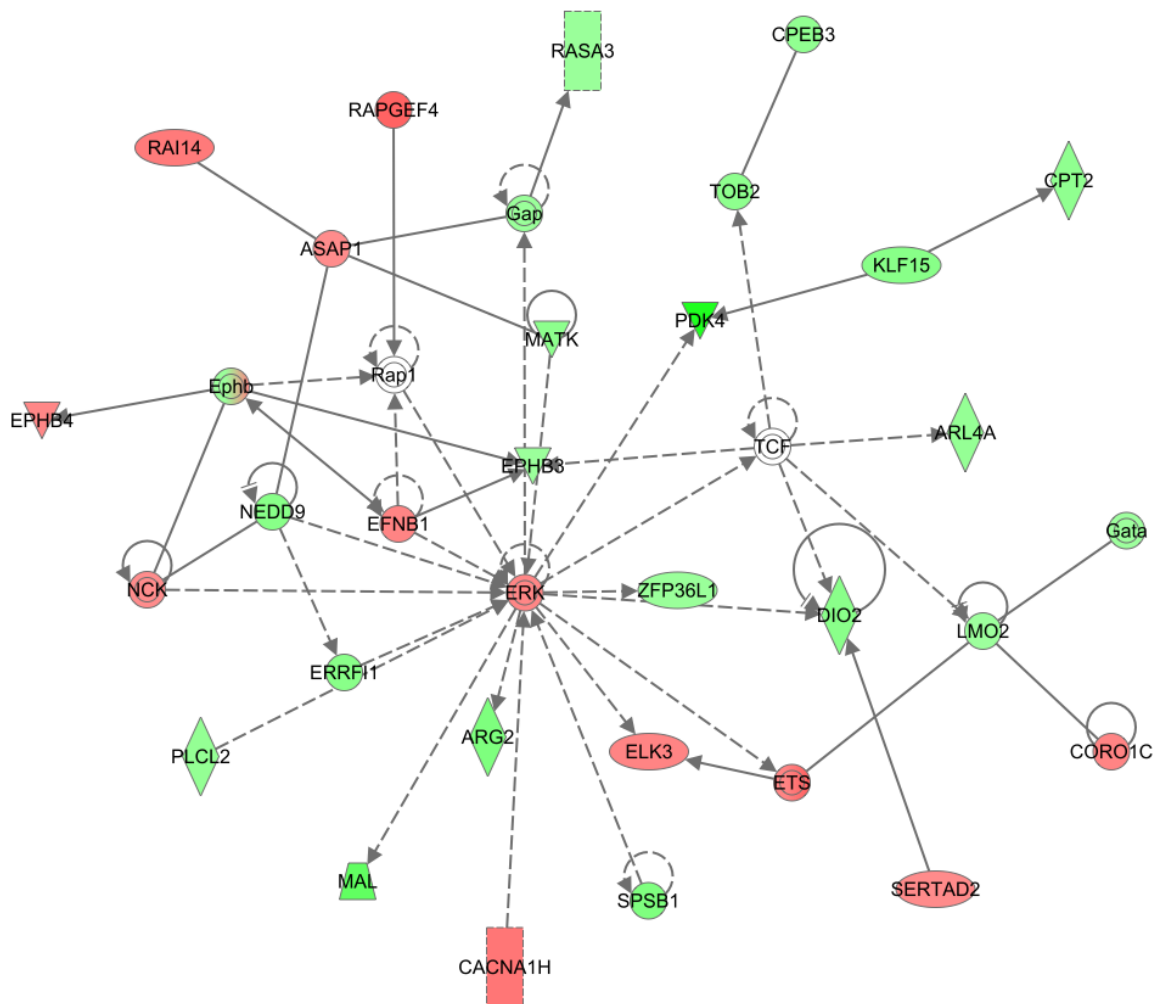 CPEB3
RASA3
RAPGEF4
RAI14
CPT2
TOB2
Gap
ASAP1
KLF15
PDK4
MATK
Rap1
Ephb
EPHB4
ARL4A
TCF
EPHB3
NEDD9
EFNB1
Gata
NCK
ERK
ZFP36L1
DIO2
LMO2
ERRFI1
PLCL2
ARG2
ELK3
CORO1C
ETS
MAL
SERTAD2
SPSB1
CACNA1H